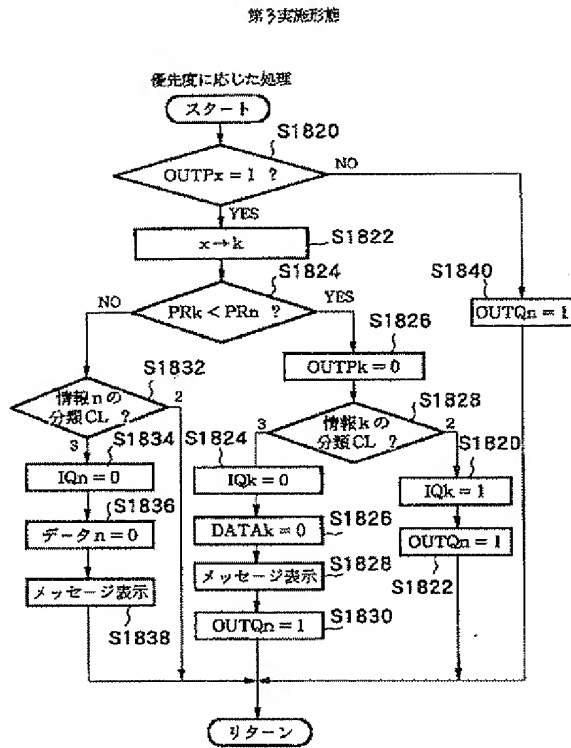 第3実施形態
優先度に応じた処理
スタート
S1820
OUTPx=1 ?
NO
YES
S1822
x→k
S1824
PRk<PRn ?
NO
YES
S1840
OUTQn=1
S1826
OUTPk=0
S1832
情報nの
分類CL ?
2
3
S1828
情報kの
分類CL ?
3
2
S1834
IQn=0
S1836
データn=0
メッセージ表示
S1838
S1824
IQk=0
S1826
DATAk=0
S1828
メッセージ表示
S1830
OUTQn=1
S1820
IQk=1
OUTQn=1
S1822
リターン